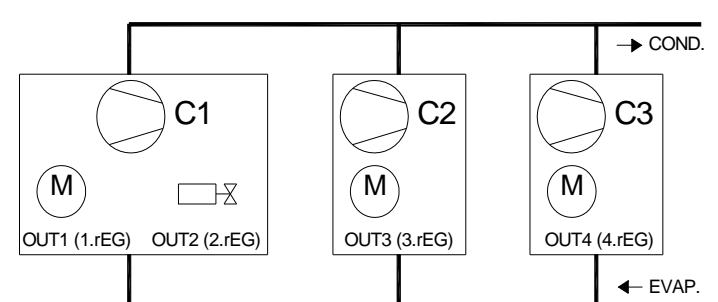 COND.
C1
C2
C3
M
M
M
OUT1 (1.rEG) OUT2 (2.rEG)
OUT3 (3.rEG)
OUT4 (4.rEG)
EVAP.